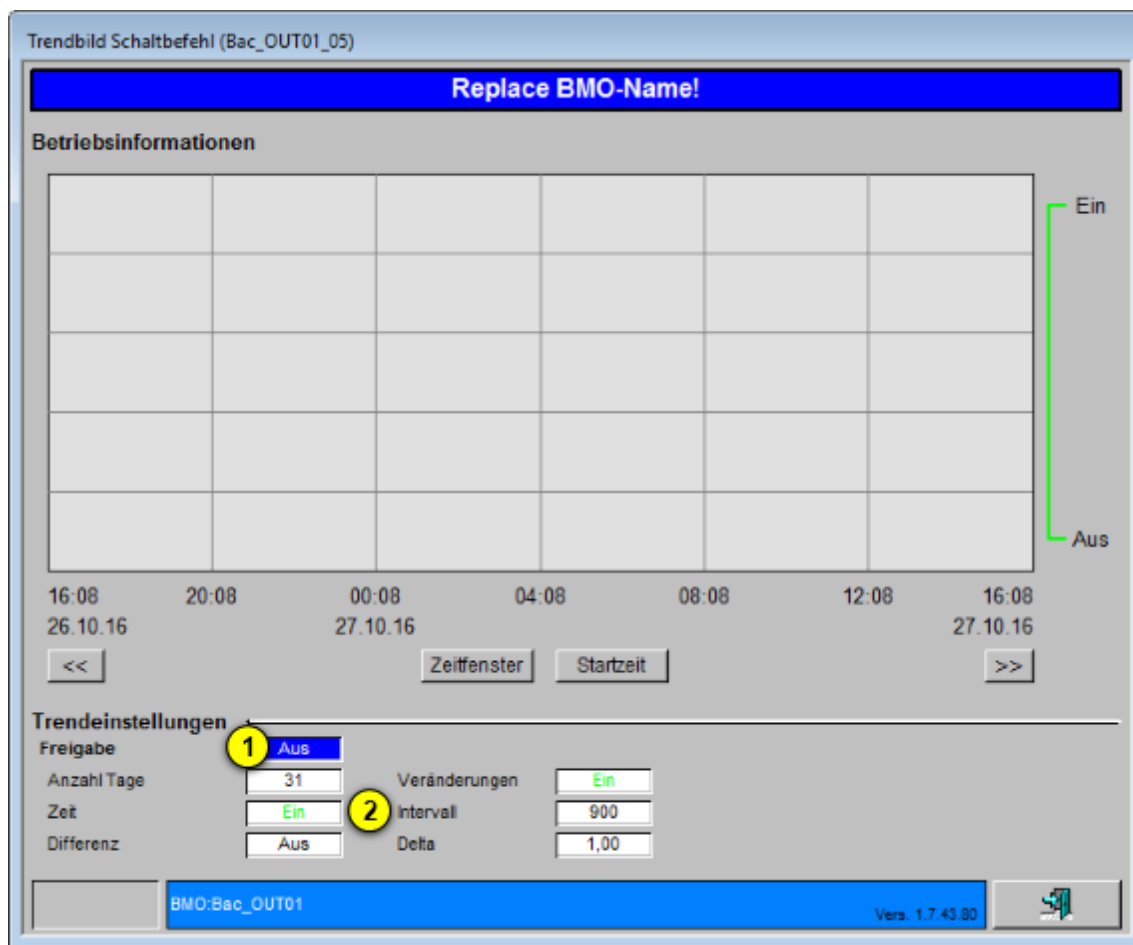 Trendbild Schaltbefehl (Bac_OUT01_05)
Replace BMO-Name!
Betriebsinformationen
Ein
Aus
16:08 20:08 00:08 04:08 08:08 12:08 16:08
26.10.16 27.10.16 27.10.16
<< Zeitfenster Startzeit >>
Trendeinstellungen
Freigabe 1 Aus
Anzahl Tage 31 Veränderungen Ein
Zeit Ein 2 Intervall 900
Differenz Aus Delta 1,00
BMO:Bac_OUT01 Vers. 1.7.43.80